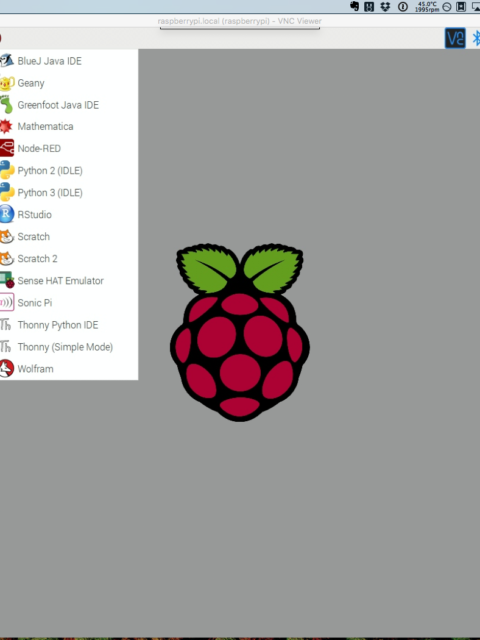 45.0°C
1995rpm
raspberrypi.local (raspberrypi) - VNC Viewer
BlueJ Java IDE
Geany
Greenfoot Java IDE
Mathematica
Node-RED
Python 2 (IDLE)
Python 3 (IDLE)
RStudio
Scratch
Scratch 2
Sense HAT Emulator
Sonic Pi
Thonny Python IDE
Thonny (Simple Mode)
Wolfram